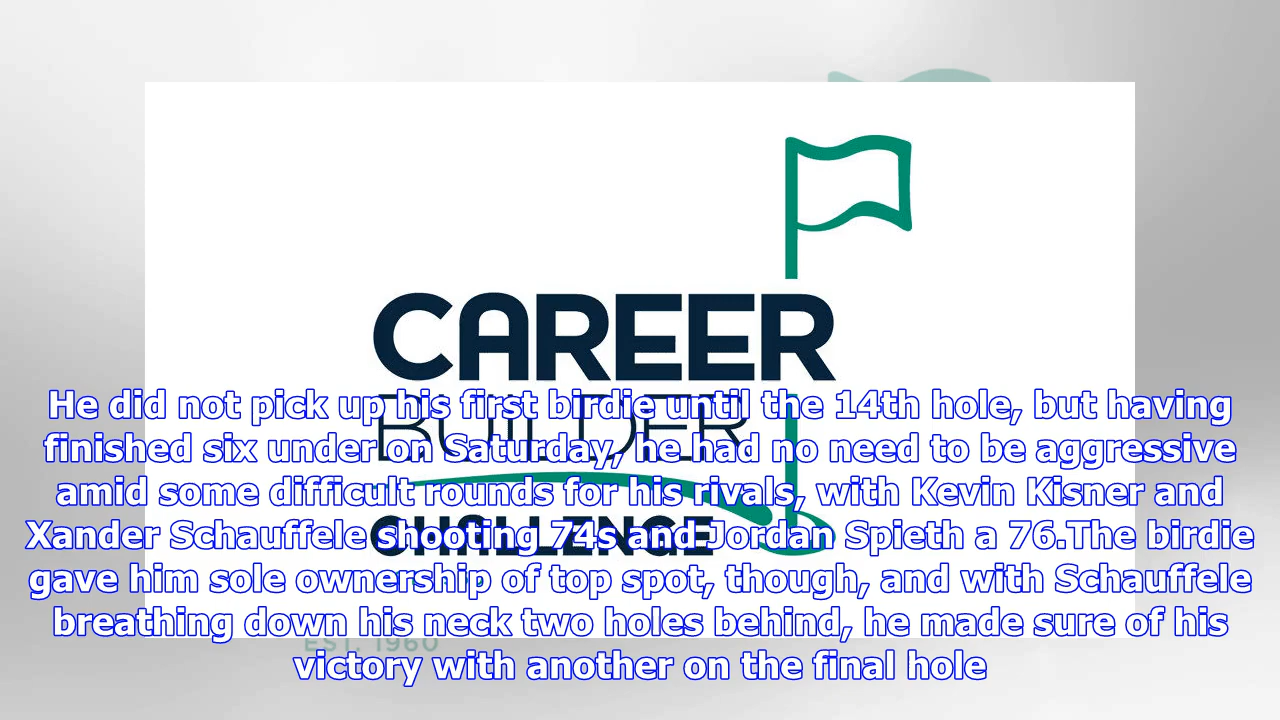 CAREER
BUILDER
CHALLENGE
He did not pick up his first birdie until the 14th hole, but having
finished six under on Saturday, he had no need to be aggressive
amid some difficult rounds for his rivals, with Kevin Kisner and
Xander Schauffele shooting 74s and Jordan Spieth a 76.The birdie
gave him sole ownership of top spot, though, and with Schauffele
breathing down his neck two holes behind, he made sure of his
victory with another on the final hole
EST. 1960